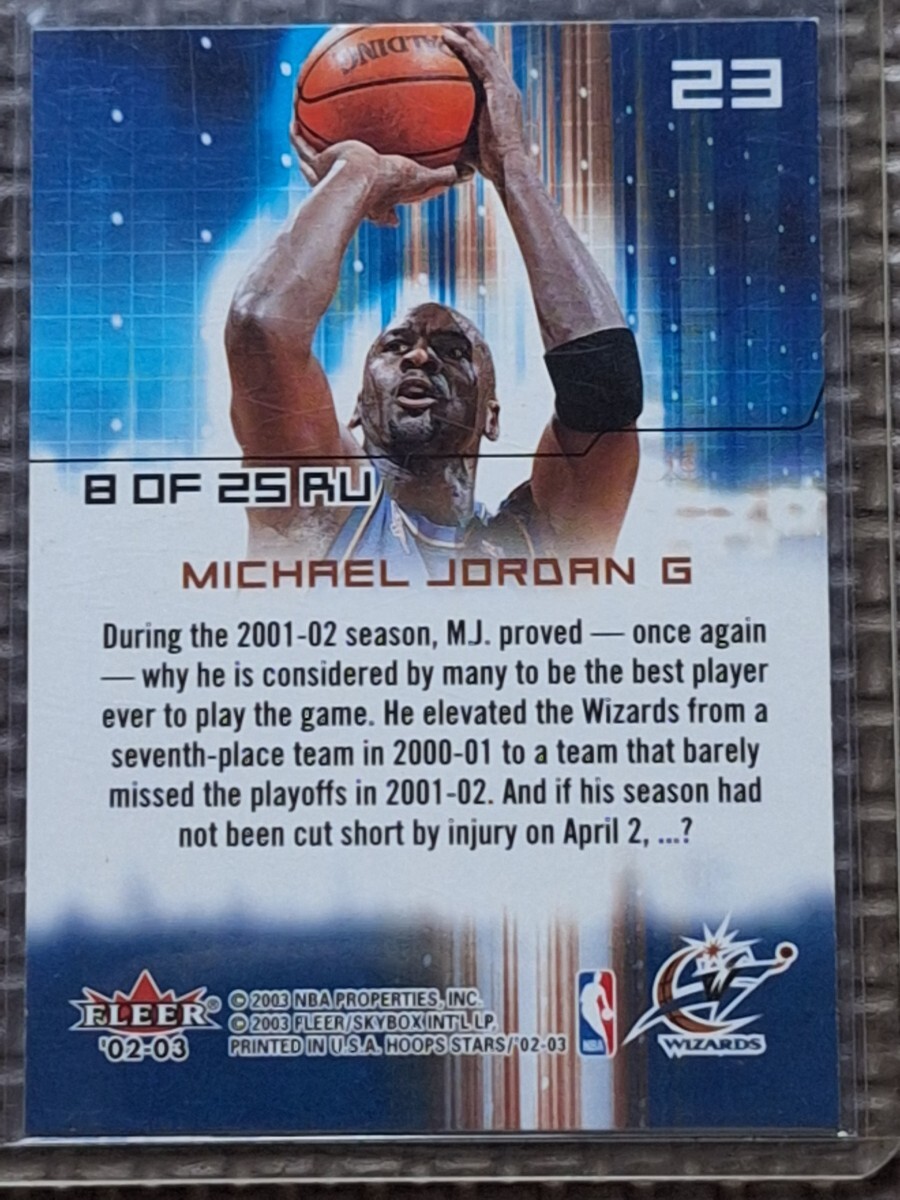 SPALDING
23
8 OF 25 RU
MICHAEL JORDAN G
During the 2001-02 season, M.J. proved — once again
— why he is considered by many to be the best player
ever to play the game. He elevated the Wizards from a
seventh-place team in 2000-01 to a team that barely
missed the playoffs in 2001-02. And if his season had
not been cut short by injury on April 2, ...?
FLEER®
'02-03
© 2003 NBA PROPERTIES, INC.
© 2003 FLEER/SKYBOX INT'L LP,
PRINTED IN U.S.A. HOOPS STARS/'02-03
NBA
WIZARDS